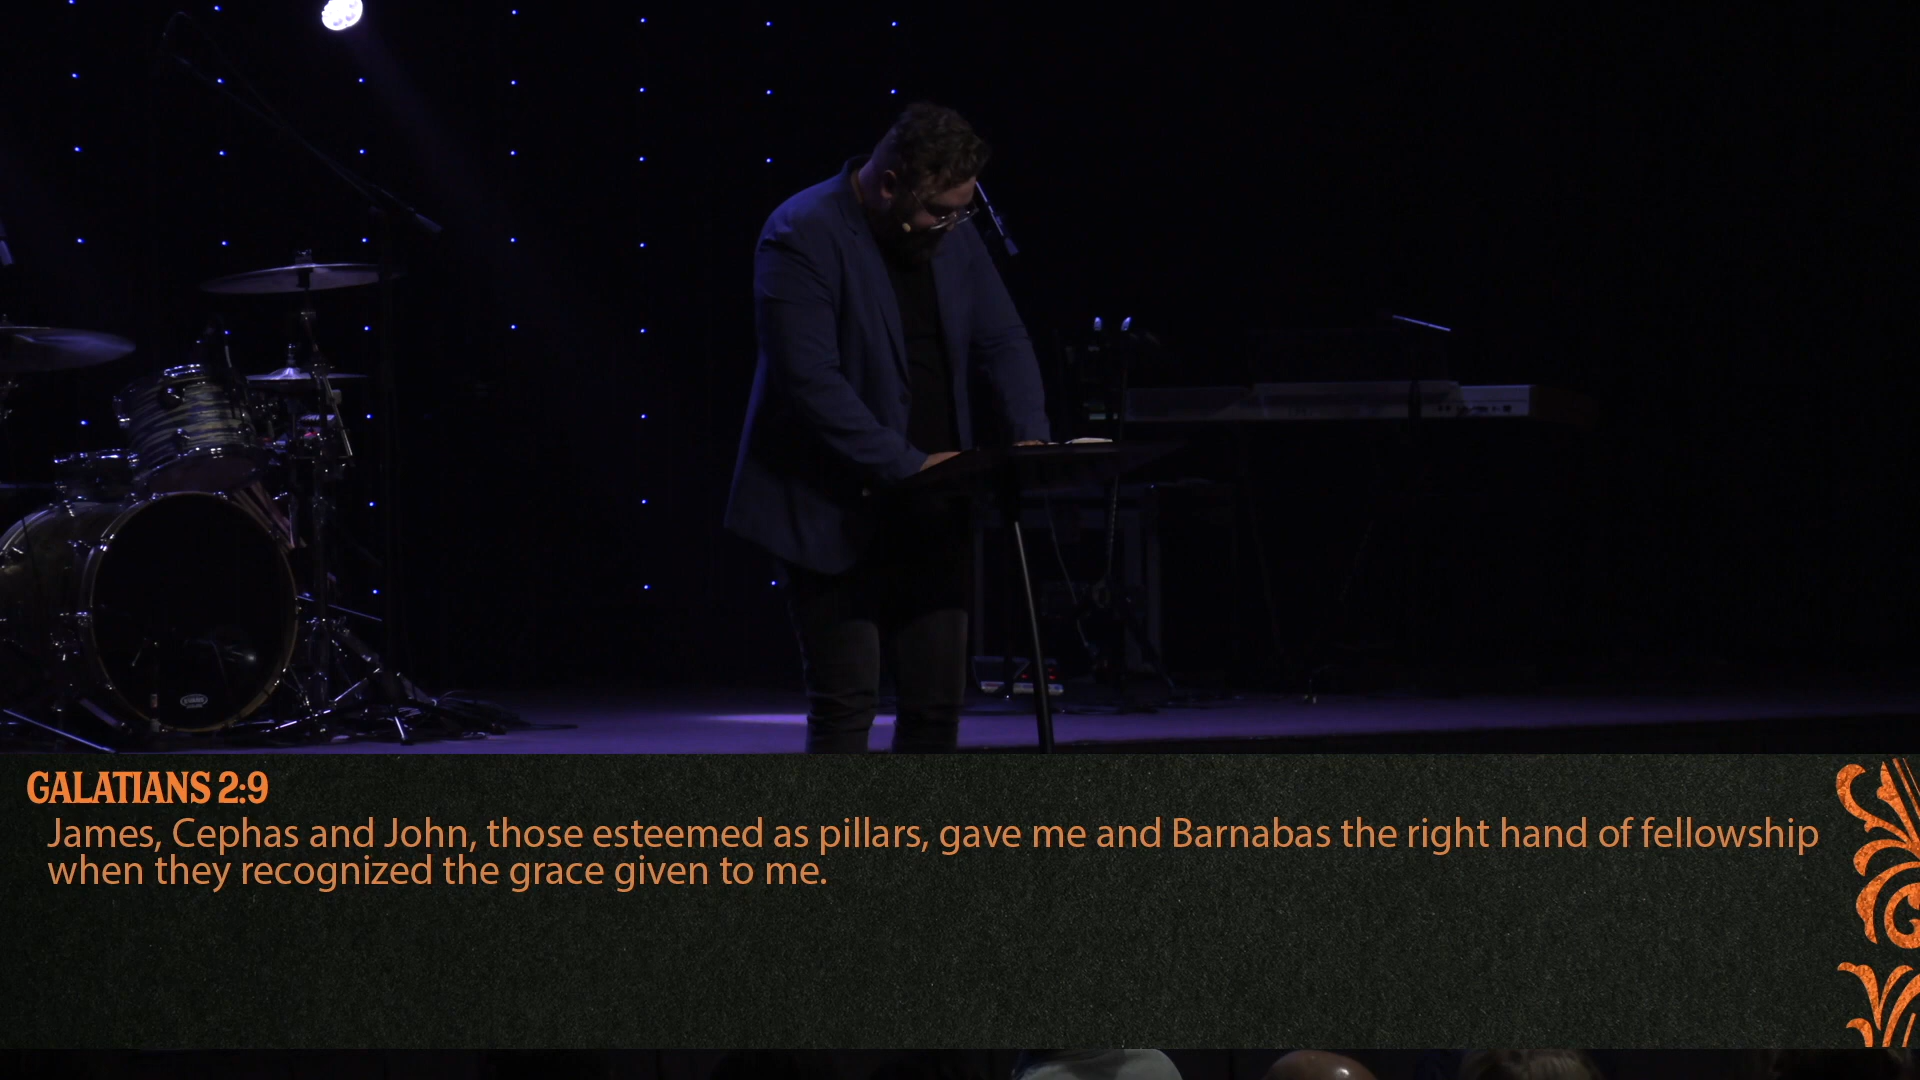 GALATIANS 2:9
James, Cephas and John, those esteemed as pillars, gave me and Barnabas the right hand of fellowship
when they recognized the grace given to me.